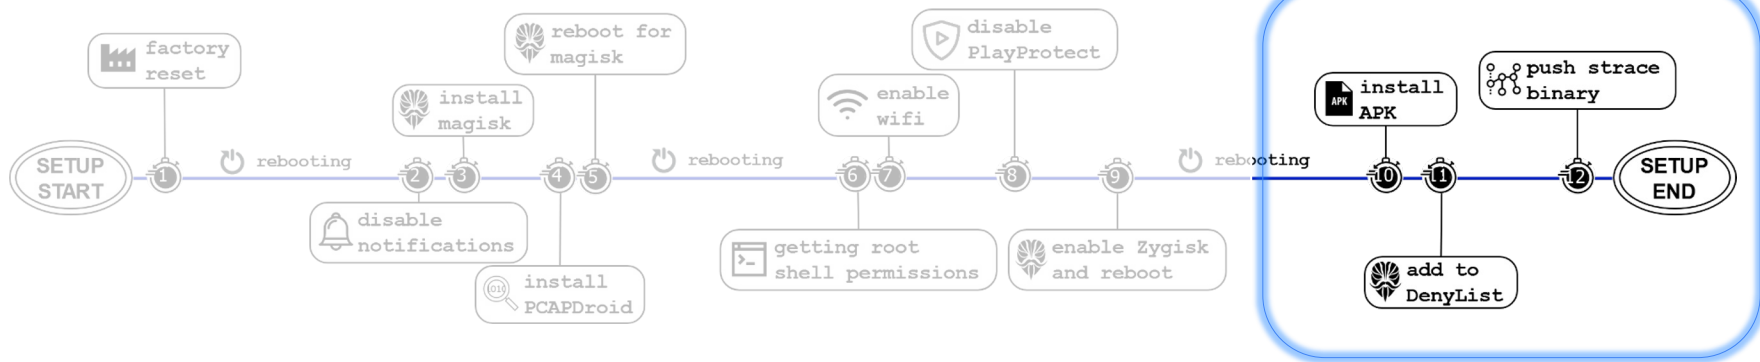 SETUP
START
1
factory
reset
rebooting
2
disable
notifications
3
install
magisk
4
install
PCAPDroid
5
reboot for
magisk
rebooting
6
getting root
shell permissions
7
enable
wifi
8
disable
PlayProtect
9
enable Zygisk
and reboot
rebooting
10
APK
install
APK
11
add to
DenyList
12
push strace
binary
SETUP
END